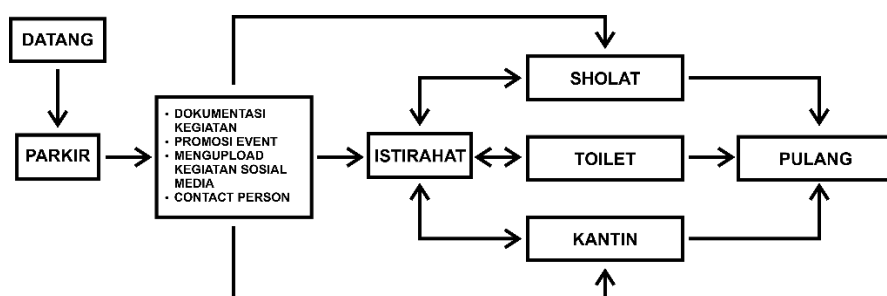 DATANG
PARKIR
• DOKUMENTASI
KEGIATAN
• PROMOSI EVENT
• MENGUPLOAD
KEGIATAN SOSIAL
MEDIA
• CONTACT PERSON
ISTIRAHAT
SHOLAT
TOILET
KANTIN
PULANG